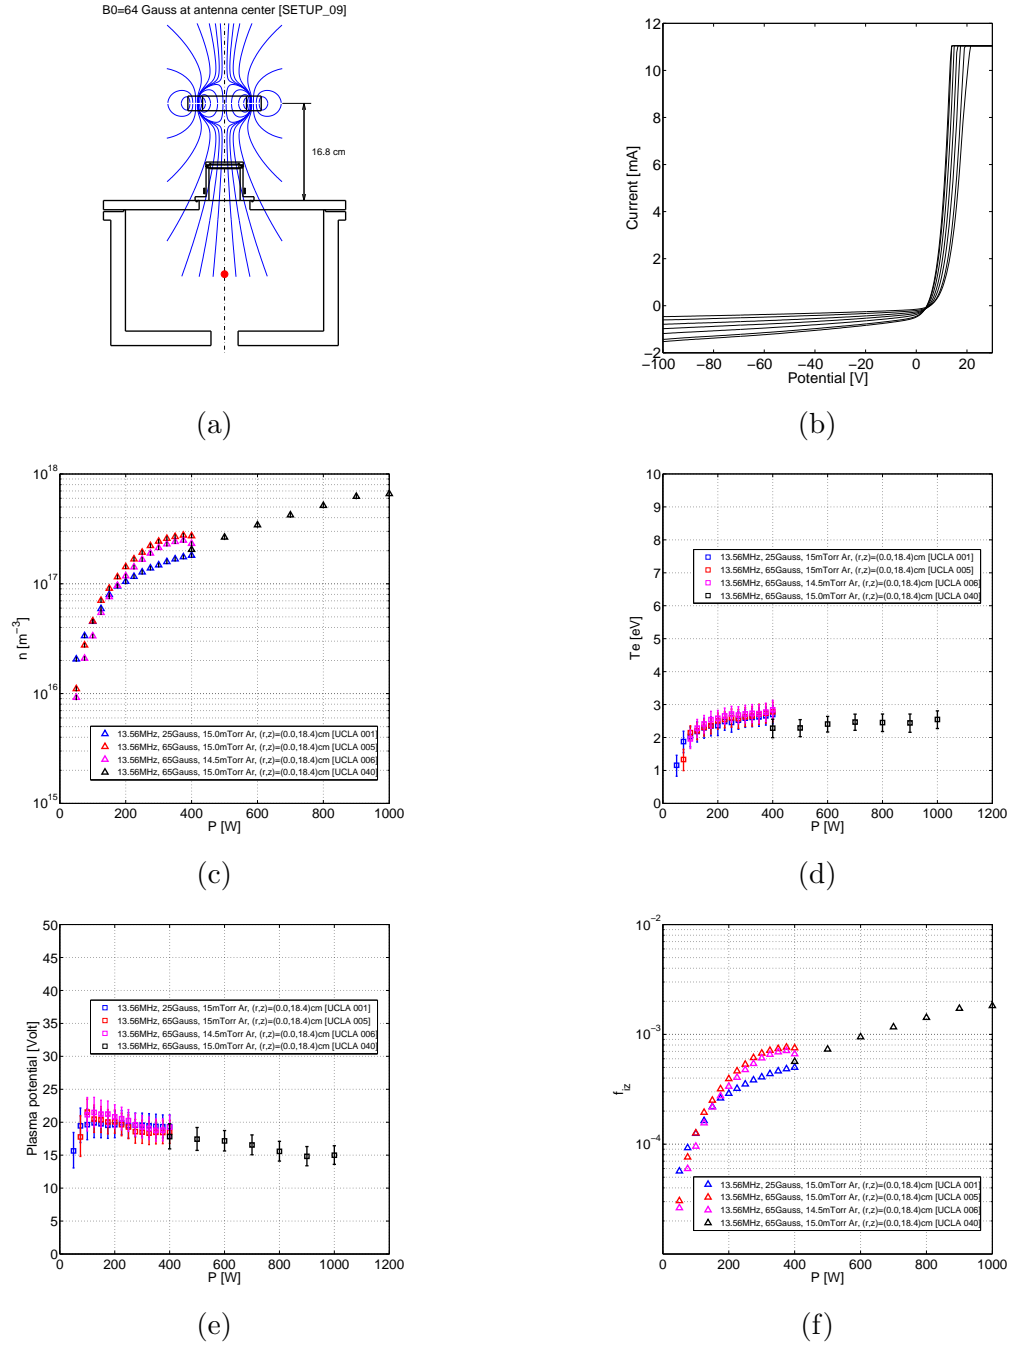 B0=64 Gauss at antenna center [SETUP_09]
16.8 cm
(a)
12
10
8
6
4
2
0
−2
−100 −80 −60 −40 −20 0 20
Current [mA]
Potential [V]
(b)
10^18
10^17
10^16
10^15
0 200 400 600 800 1000
n [m^−3]
P [W]
13.56MHz, 25Gauss, 15.0mTorr Ar, (r,z)=(0.0,18.4)cm [UCLA 001]
13.56MHz, 65Gauss, 15.0mTorr Ar, (r,z)=(0.0,18.4)cm [UCLA 005]
13.56MHz, 65Gauss, 14.5mTorr Ar, (r,z)=(0.0,18.4)cm [UCLA 006]
13.56MHz, 65Gauss, 15.0mTorr Ar, (r,z)=(0.0,18.4)cm [UCLA 040]
(c)
10
9
8
7
6
5
4
3
2
1
0
0 200 400 600 800 1000 1200
Te [eV]
P [W]
13.56MHz, 25Gauss, 15mTorr Ar, (r,z)=(0.0,18.4)cm [UCLA 001]
13.56MHz, 65Gauss, 15mTorr Ar, (r,z)=(0.0,18.4)cm [UCLA 005]
13.56MHz, 65Gauss, 14.5mTorr Ar, (r,z)=(0.0,18.4)cm [UCLA 006]
13.56MHz, 65Gauss, 15.0mTorr Ar, (r,z)=(0.0,18.4)cm [UCLA 040]
(d)
50
45
40
35
30
25
20
15
10
5
0
0 200 400 600 800 1000 1200
Plasma potential [Volt]
P [W]
13.56MHz, 25Gauss, 15mTorr Ar, (r,z)=(0.0,18.4)cm [UCLA 001]
13.56MHz, 65Gauss, 15mTorr Ar, (r,z)=(0.0,18.4)cm [UCLA 005]
13.56MHz, 65Gauss, 14.5mTorr Ar, (r,z)=(0.0,18.4)cm [UCLA 006]
13.56MHz, 65Gauss, 15.0mTorr Ar, (r,z)=(0.0,18.4)cm [UCLA 040]
(e)
10^−2
10^−3
10^−4
0 200 400 600 800 1000
f_iz
P [W]
13.56MHz, 25Gauss, 15.0mTorr Ar, (r,z)=(0.0,18.4)cm [UCLA 001]
13.56MHz, 65Gauss, 15.0mTorr Ar, (r,z)=(0.0,18.4)cm [UCLA 005]
13.56MHz, 65Gauss, 14.5mTorr Ar, (r,z)=(0.0,18.4)cm [UCLA 006]
13.56MHz, 65Gauss, 15.0mTorr Ar, (r,z)=(0.0,18.4)cm [UCLA 040]
(f)